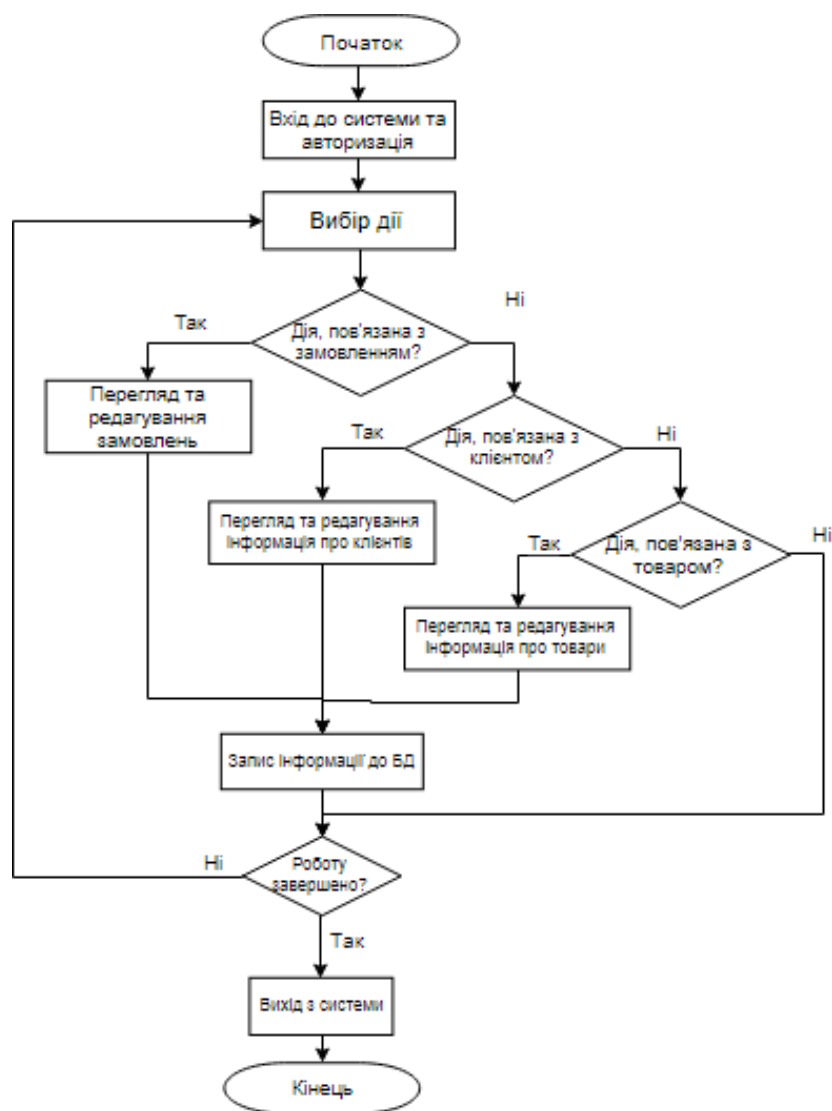 Початок
Вхід до системи та
авторизація
Вибір дії
Ні
Так
Дія, пов'язана з
замовленням?
Перегляд та
редагування
замовлень
Так
Дія, пов'язана з
клієнтом?
Ні
Перегляд та редагування
Інформація про клієнтів
Ні
Так
Дія, пов'язана з
товаром?
Перегляд та редагування
Інформація про товари
Запис Інформації до БД
Ні
Роботу
завершено?
Так
Вихід з системи
Кінець